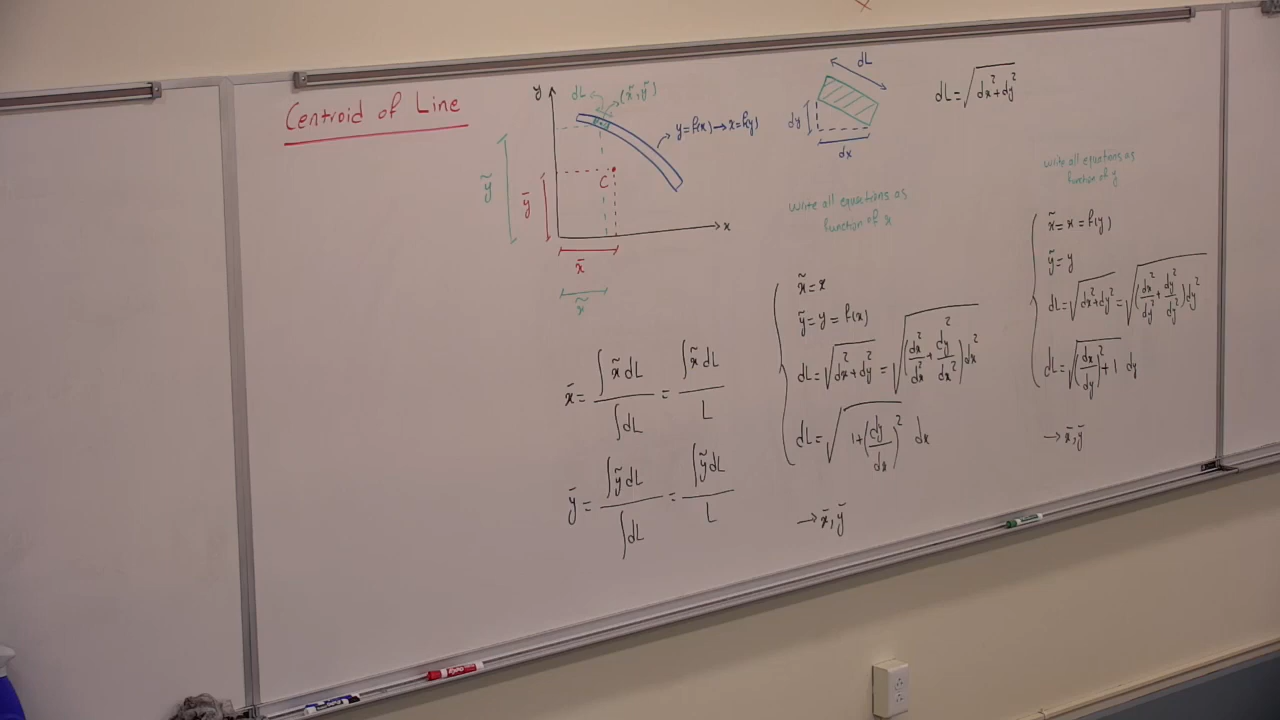 Centroid of Line
y
dL
(x̃, ỹ)
y=f(x)→x=f(y)
ỹ
ȳ
C
x
x̄
x̃
dL
dy
dx
dL=√(dx²+dy²)
x̄ = ∫x̃ dL / ∫dL = ∫x̃ dL / L
ȳ = ∫ỹ dL / ∫dL = ∫ỹ dL / L
write all equations as
function of x
x̃ = x
ỹ = y = f(x)
dL=√(dx²+dy²) = √((dx²/dx² + dy²/dx²)dx²)
dL=√(1+(dy/dx)²) dx
→ x̄, ȳ
write all equations as
function of y
x̃ = x = f(y)
ỹ = y
dL=√(dx²+dy²) = √((dx²/dy² + dy²/dy²)dy²)
dL=√((dx/dy)²+1) dy
→ x̄, ȳ